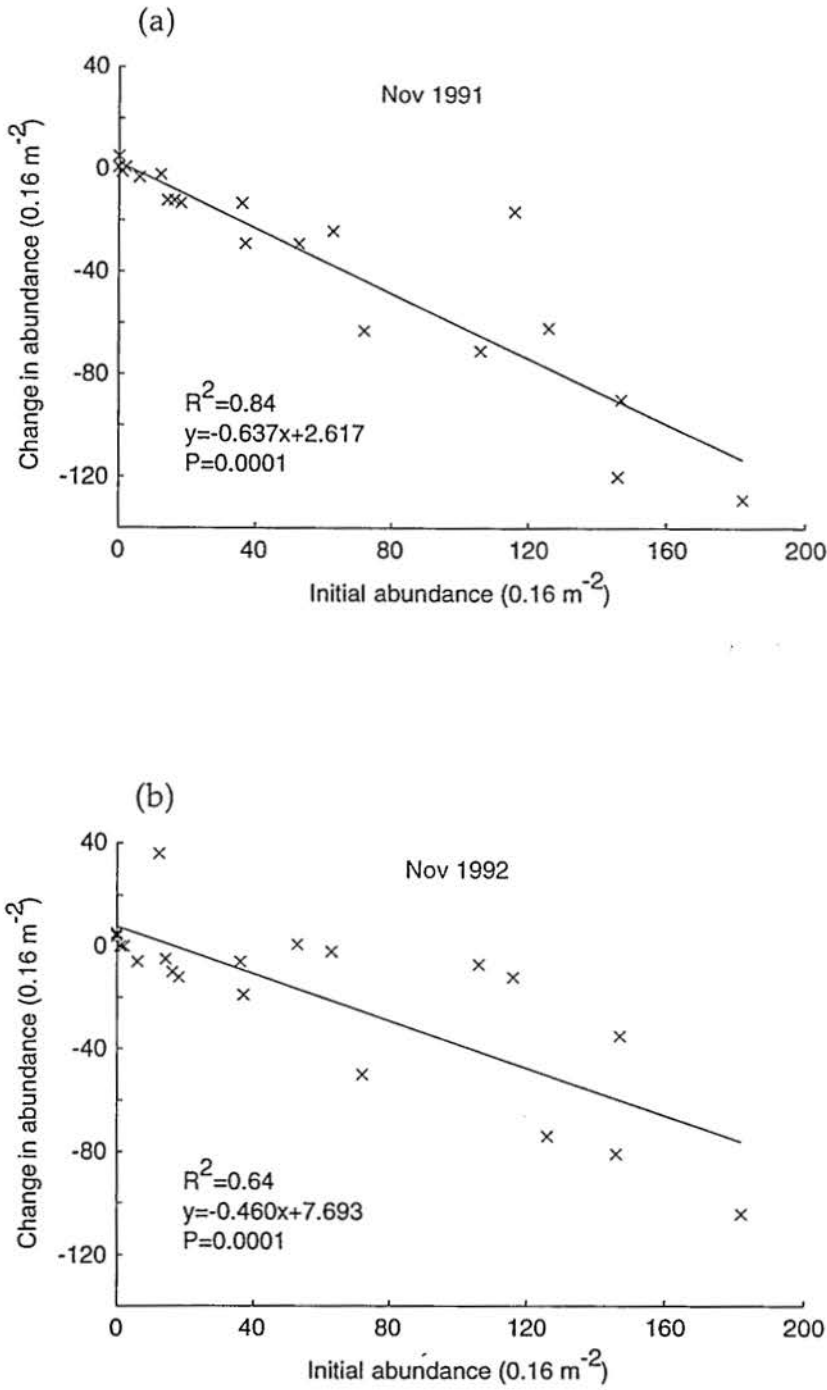 (a)
40
0
-40
-80
-120
Change in abundance (0.16 m-2)
Nov 1991
R2=0.84
y=-0.637x+2.617
P=0.0001
0 40 80 120 160 200
Initial abundance (0.16 m-2)
(b)
40
0
-40
-80
-120
Change in abundance (0.16 m-2)
Nov 1992
R2=0.64
y=-0.460x+7.693
P=0.0001
0 40 80 120 160 200
Initial abundance (0.16 m-2)